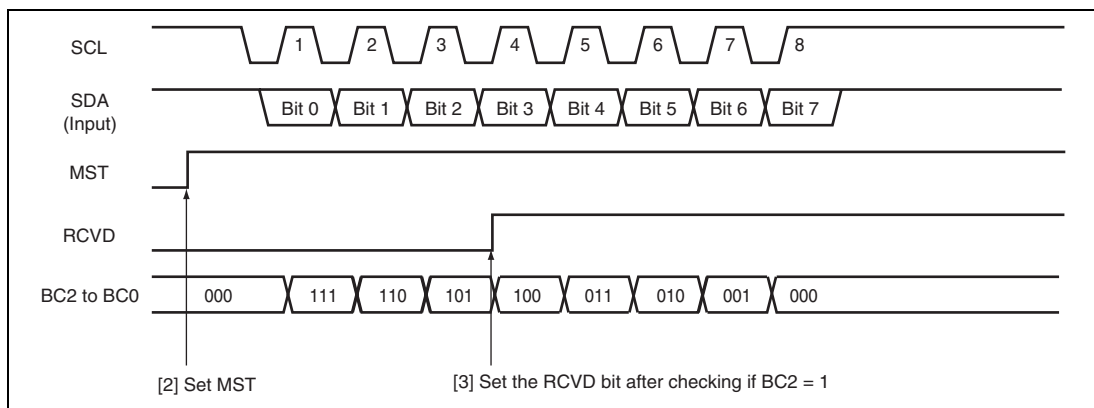 SCL 1 2 3 4 5 6 7 8
SDA
(Input)
Bit 0 Bit 1 Bit 2 Bit 3 Bit 4 Bit 5 Bit 6 Bit 7
MST
RCVD
BC2 to BC0 000 111 110 101 100 011 010 001 000
[2] Set MST [3] Set the RCVD bit after checking if BC2 = 1